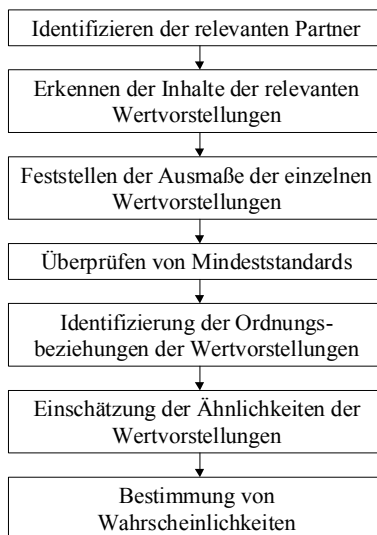 Identifizieren der relevanten Partner
Erkennen der Inhalte der relevanten
Wertvorstellungen
Feststellen der Ausmaße der einzelnen
Wertvorstellungen
Überprüfen von Mindeststandards
Identifizierung der Ordnungs-
beziehungen der Wertvorstellungen
Einschätzung der Ähnlichkeiten der
Wertvorstellungen
Bestimmung von
Wahrscheinlichkeiten